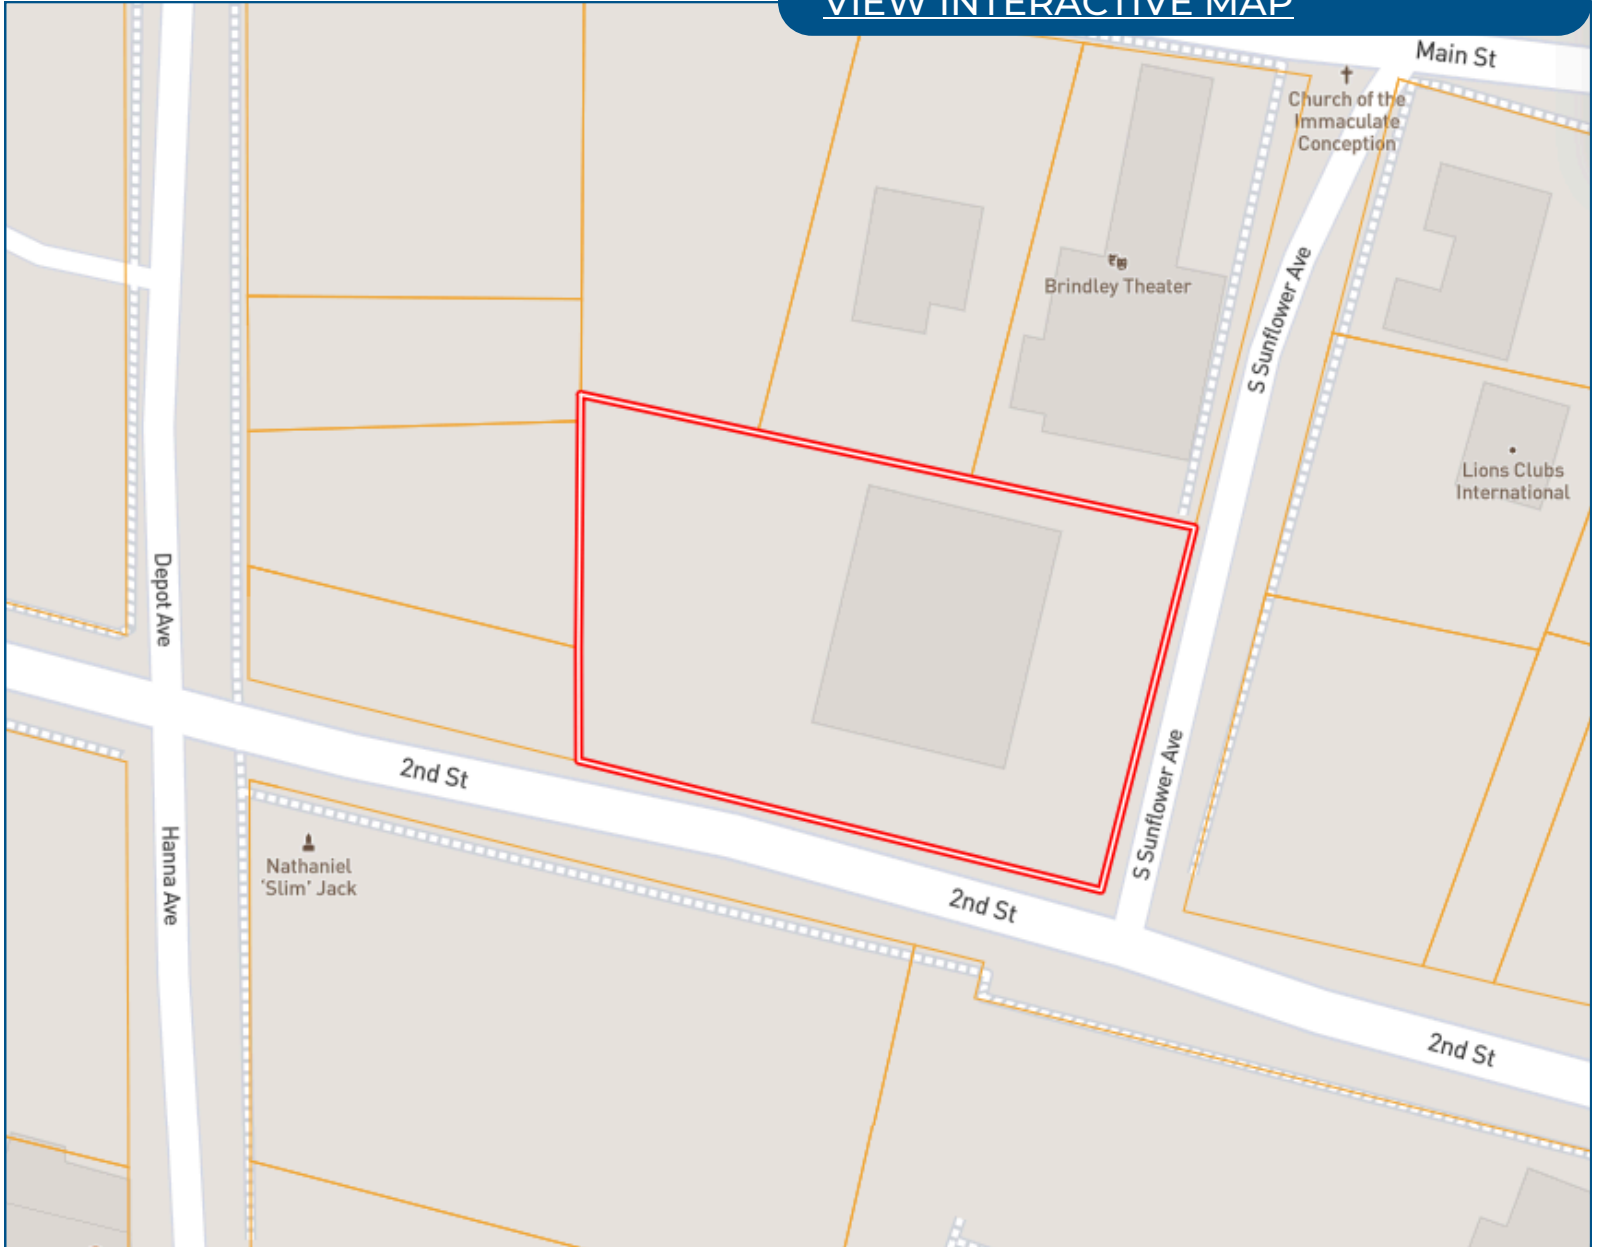 VIEW INTERACTIVE MAP
Main St
Church of the
Immaculate
Conception
Brindley Theater
S Sunflower Ave
Lions Clubs
International
Depot Ave
2nd St
S Sunflower Ave
Hanna Ave
Nathaniel
'Slim' Jack
2nd St
2nd St